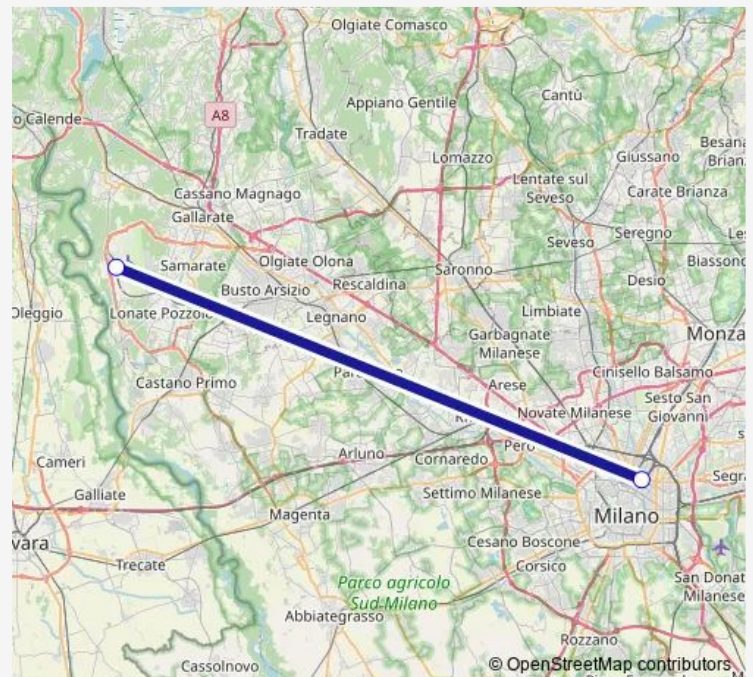 Olgiate Comasco
Cantù
Appiano Gentile
A8
o Calende
Tradate
Besana
Brian
Giussano
Lomazzo
Lentate sul
Seveso
Carate Brianza
Cassano Magnago
Gallarate
Seregno
Seveso
Biassono
Olgiate Olona
Samarate
Saronno
Desio
Busto Arsizio
Rescaldina
Oleggio
Lonate Pozzolo
Legnano
Limbiate
Garbagnate
Milanese
Monza
Cinisello Balsamo
Castano Primo
Arese
Sesto San
Giovanni
Novate Milanese
Pero
Arluno
Cornaredo
Cameri
Segra
Galliate
Settimo Milanese
Magenta
Milano
vara
Cesano Boscone
Trecate
Corsico
San Donat
Milanese
Parco agricolo
Sud-Milano
Abbiategrasso
Rozzano
Cassolnovo
© OpenStreetMap contributors